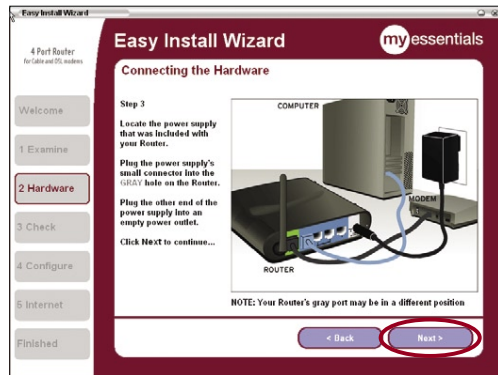 Easy Install Wizard
4 Port Router
for Cable and DSL modems
Easy Install Wizard
myessentials
Connecting the Hardware
Welcome
1 Examine
2 Hardware
3 Check
4 Configure
5 Internet
Finished
Step 3
Locate the power supply
that was Included with
your Router.
Plug the power supply's
small connector into the
GRAY hole on the Router.
Plug the other end of the
power supply into an
empty power outlet.
Click Next to continue...
COMPUTER
MODEM
ROUTER
NOTE: Your Router's gray port may be in a different position
< Back
Next >